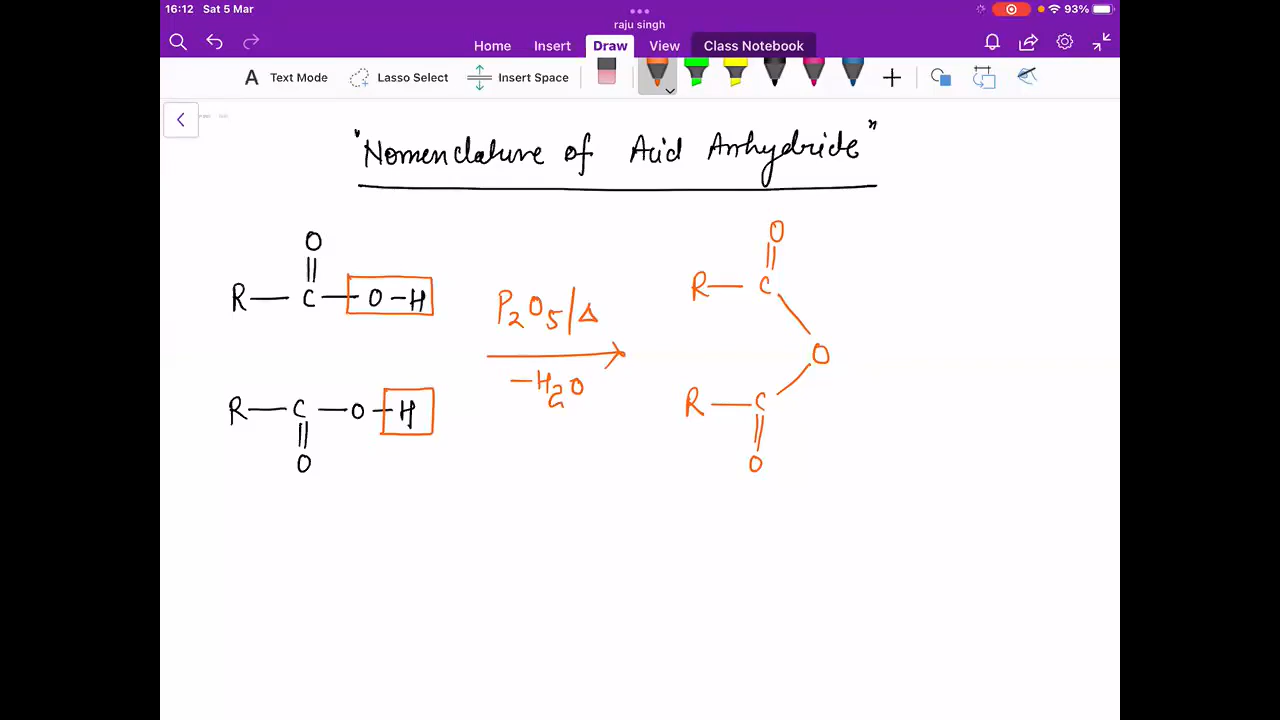 16:12 Sat 5 Mar
93%
raju singh
Home Insert Draw View Class Notebook
A Text Mode Lasso Select Insert Space
"Nomenclature of Acid Anhydride"
O
R — C — O – H
P2O5/Δ
– H2O
R — C — O – H
O
O
R — C
O
R — C
O